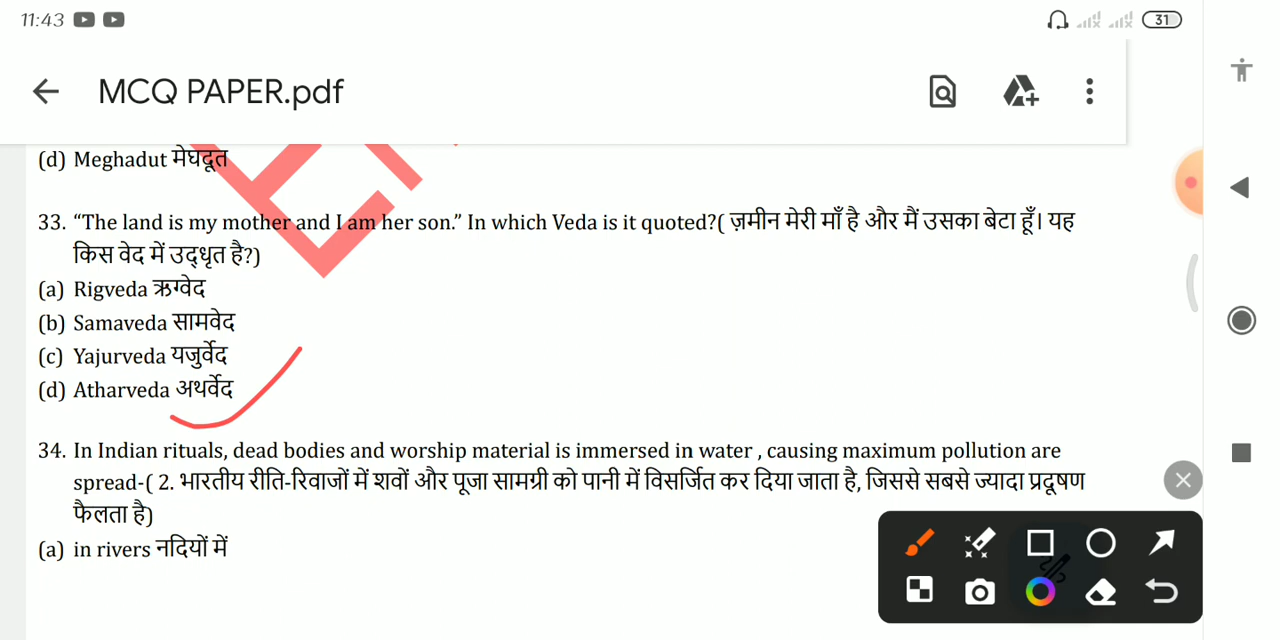 11:43
31
MCQ PAPER.pdf
(d) Meghadut मेघदूत
33. “The land is my mother and I am her son.” In which Veda is it quoted?( ज़मीन मेरी माँ है और मैं उसका बेटा हूँ। यह
किस वेद में उद्धृत है?)
(a) Rigveda ऋग्वेद
(b) Samaveda सामवेद
(c) Yajurveda यजुर्वेद
(d) Atharveda अथर्वेद
34. In Indian rituals, dead bodies and worship material is immersed in water , causing maximum pollution are
spread-( 2. भारतीय रीति-रिवाजों में शवों और पूजा सामग्री को पानी में विसर्जित कर दिया जाता है, जिससे सबसे ज्यादा प्रदूषण
फैलता है)
(a) in rivers नदियों में